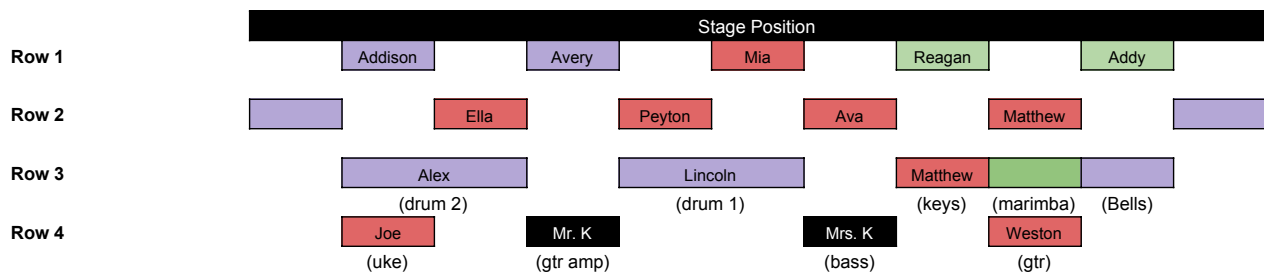 Stage Position
Row 1 Addison Avery Mia Reagan Addy
Row 2 Ella Peyton Ava Matthew
Row 3 Alex Lincoln Matthew
(drum 2) (drum 1) (keys) (marimba) (Bells)
Row 4 Joe Mr. K Mrs. K Weston
(uke) (gtr amp) (bass) (gtr)